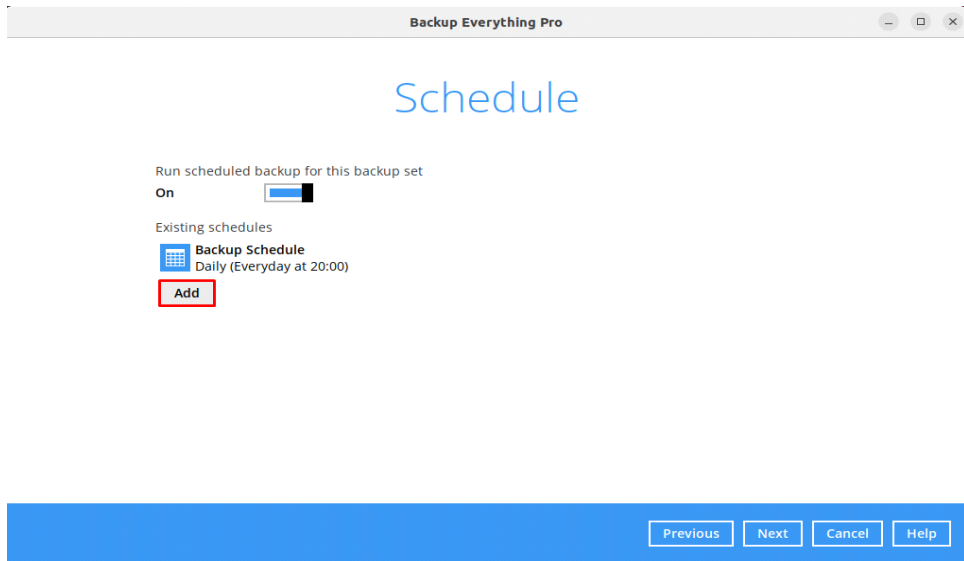 Backup Everything Pro
Schedule
Run scheduled backup for this backup set
On
Existing schedules
Backup Schedule
Daily (Everyday at 20:00)
Add
Previous Next Cancel Help